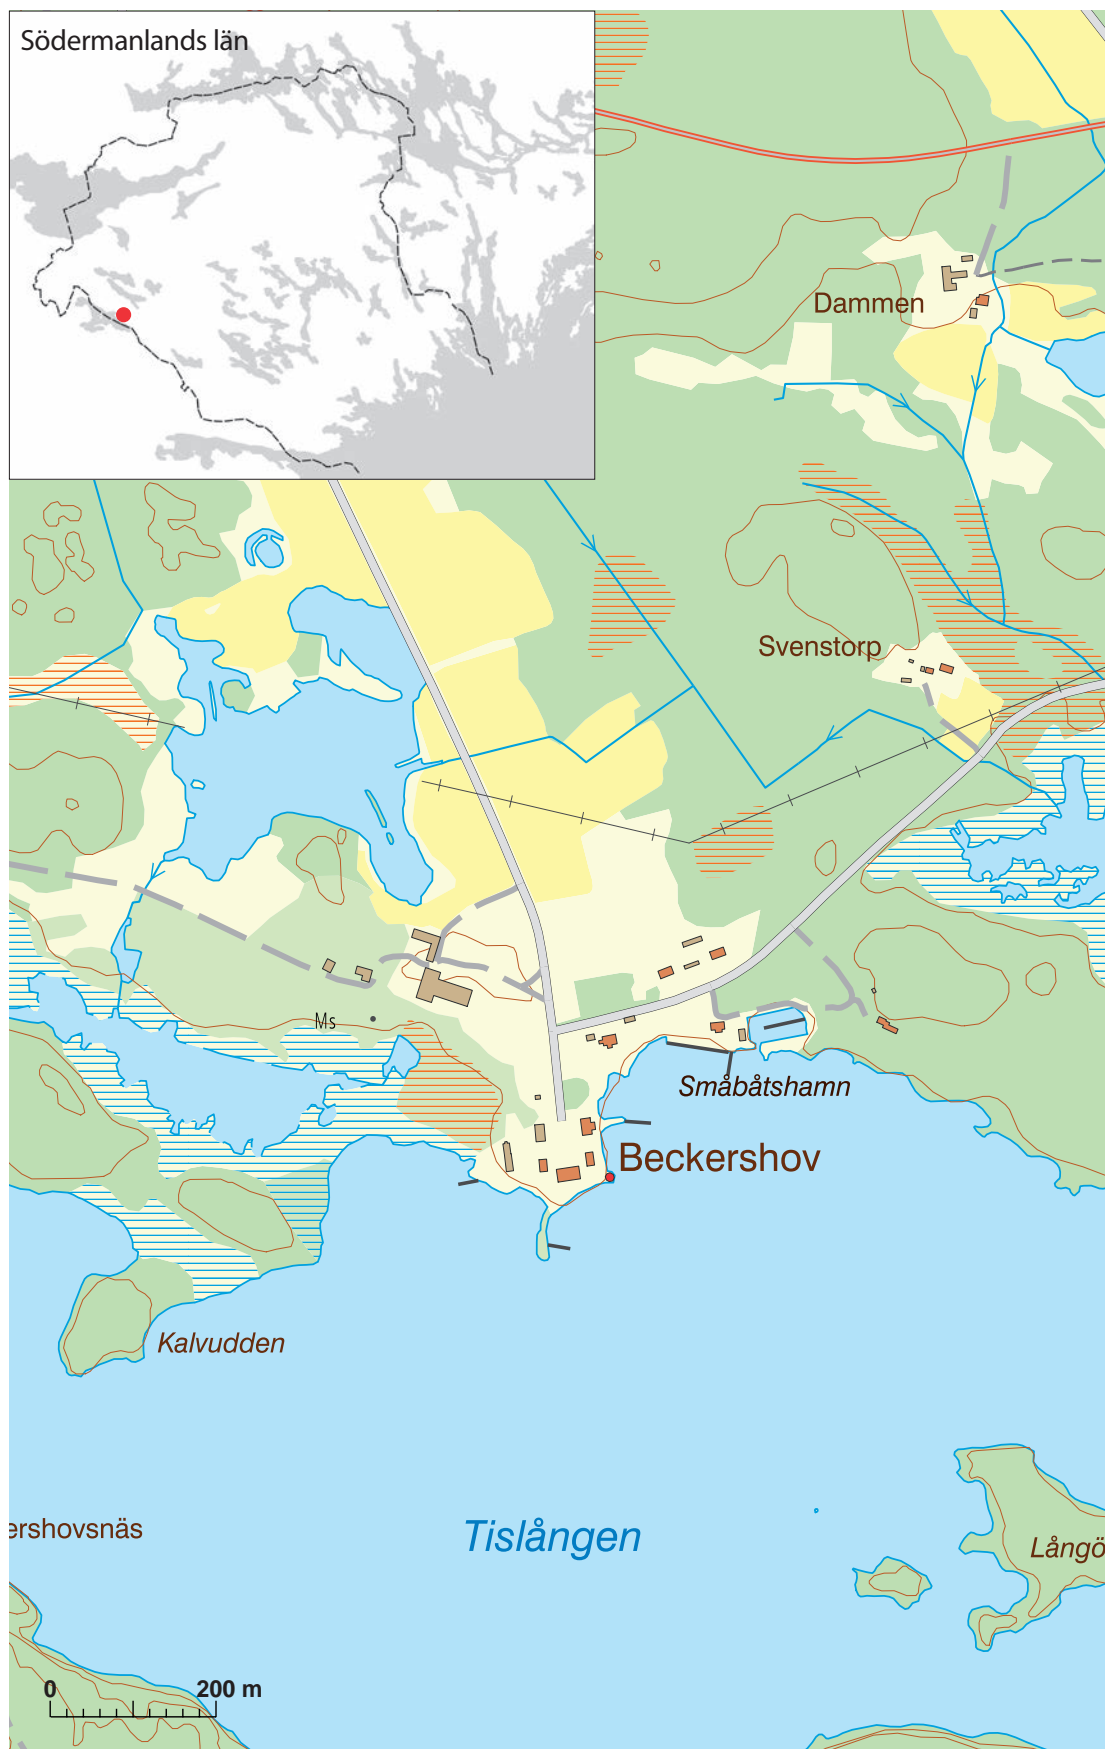 Södermanlands län
Dammen
Svenstorp
Ms
Småbåtshamn
Beckershov
Kalvudden
ershovsnäs
Tislången
Långö
0 200 m